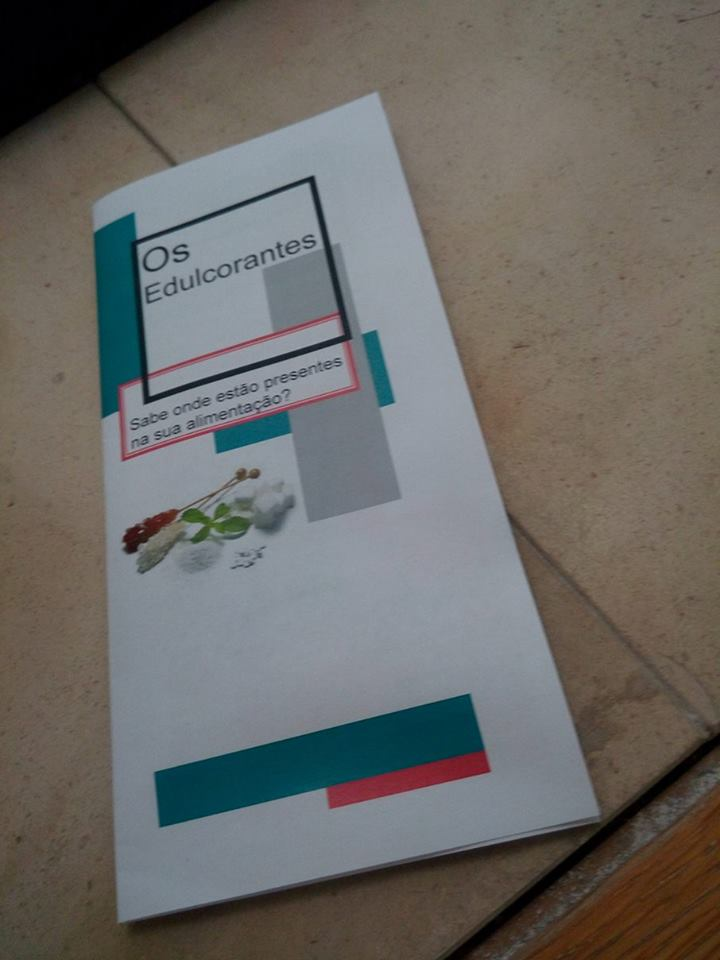 Os
Edulcorantes
Sabe onde estão presentes
na sua alimentação?